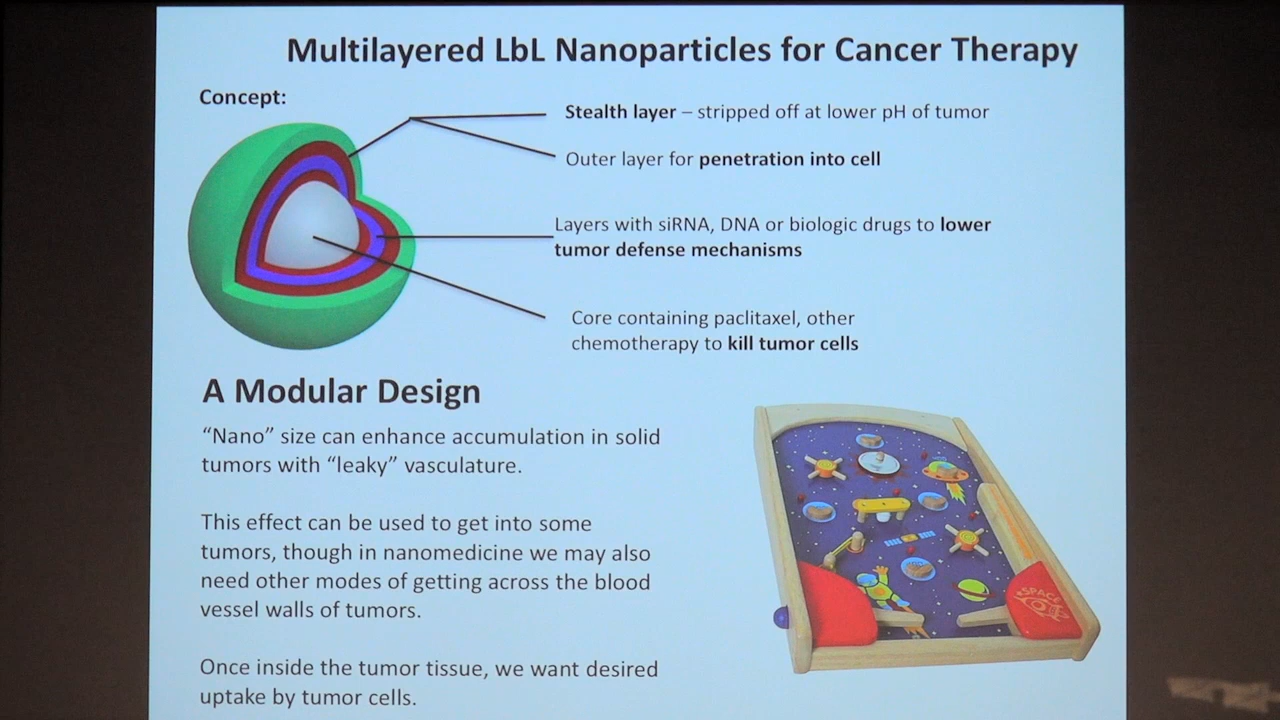 Multilayered LbL Nanoparticles for Cancer Therapy
Concept:
Stealth layer – stripped off at lower pH of tumor
Outer layer for penetration into cell
Layers with siRNA, DNA or biologic drugs to lower
tumor defense mechanisms
Core containing paclitaxel, other
chemotherapy to kill tumor cells
A Modular Design
“Nano” size can enhance accumulation in solid
tumors with “leaky” vasculature.
This effect can be used to get into some
tumors, though in nanomedicine we may also
need other modes of getting across the blood
vessel walls of tumors.
Once inside the tumor tissue, we want desired
uptake by tumor cells.
SPACE